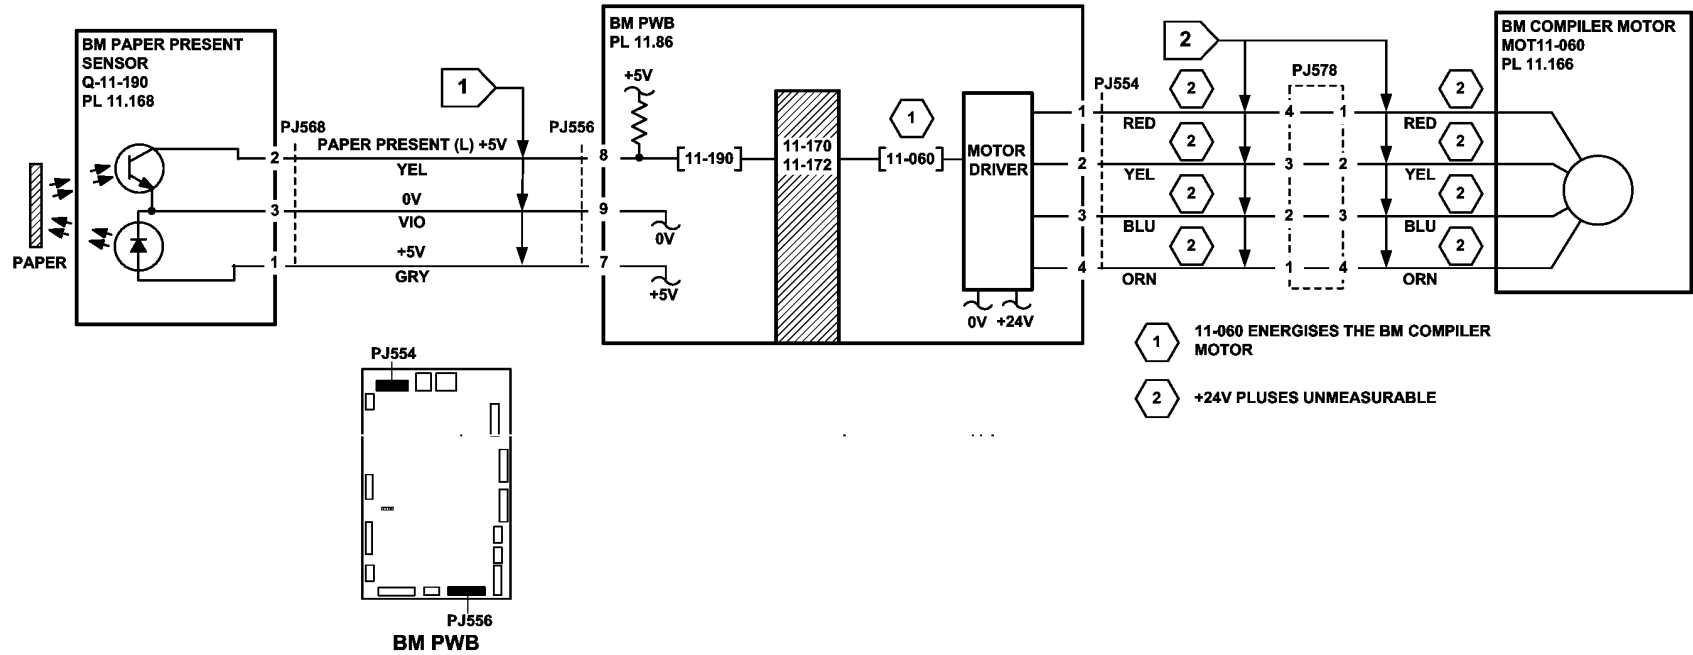 BM PAPER PRESENT
SENSOR
Q-11-190
PL 11.168
PAPER
PJ568
2
3
1
1
PAPER PRESENT (L) +5V
YEL
0V
VIO
+5V
GRY
PJ556
8
9
7
BM PWB
PL 11.86
+5V
0V
+5V
11-190
11-170
11-172
1
11-060
MOTOR
DRIVER
0V +24V
1
2
3
4
PJ554
2
RED
YEL
BLU
ORN
2
2
2
2
PJ578
4 1
3 2
2 3
1 4
RED
YEL
BLU
ORN
2
2
2
2
BM COMPILER MOTOR
MOT11-060
PL 11.166
1 11-060 ENERGISES THE BM COMPILER
MOTOR
2 +24V PLUSES UNMEASURABLE
PJ554
PJ556
BM PWB